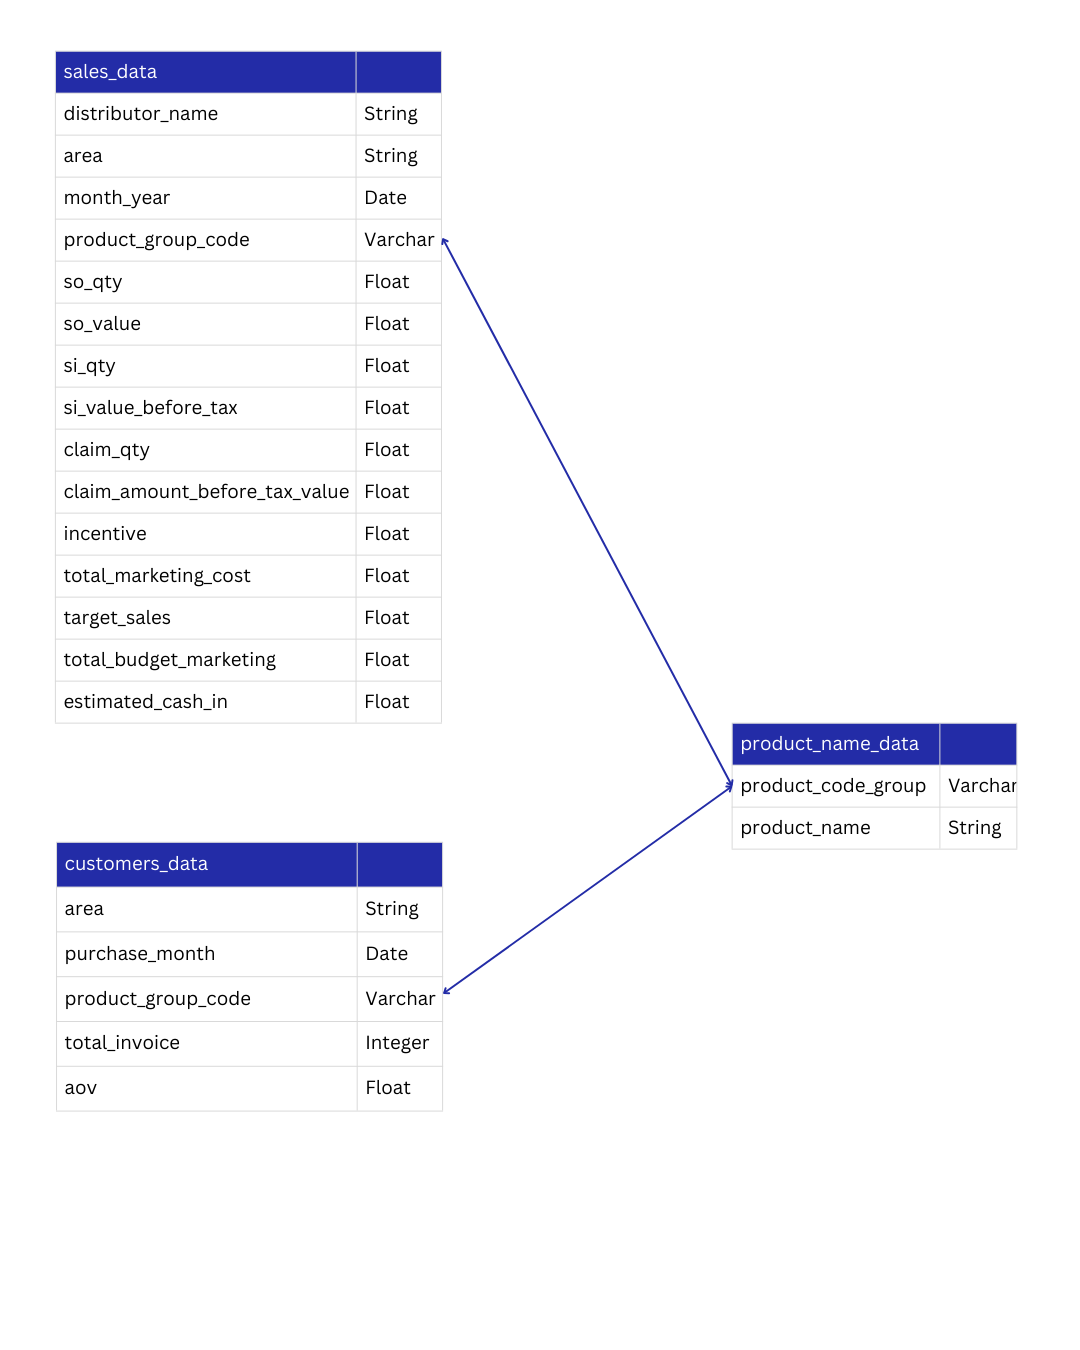 sales_data
distributor_name String
area String
month_year Date
product_group_code Varchar
so_qty Float
so_value Float
si_qty Float
si_value_before_tax Float
claim_qty Float
claim_amount_before_tax_value Float
incentive Float
total_marketing_cost Float
target_sales Float
total_budget_marketing Float
estimated_cash_in Float
product_name_data
product_code_group Varchar
product_name String
customers_data
area String
purchase_month Date
product_group_code Varchar
total_invoice Integer
aov Float